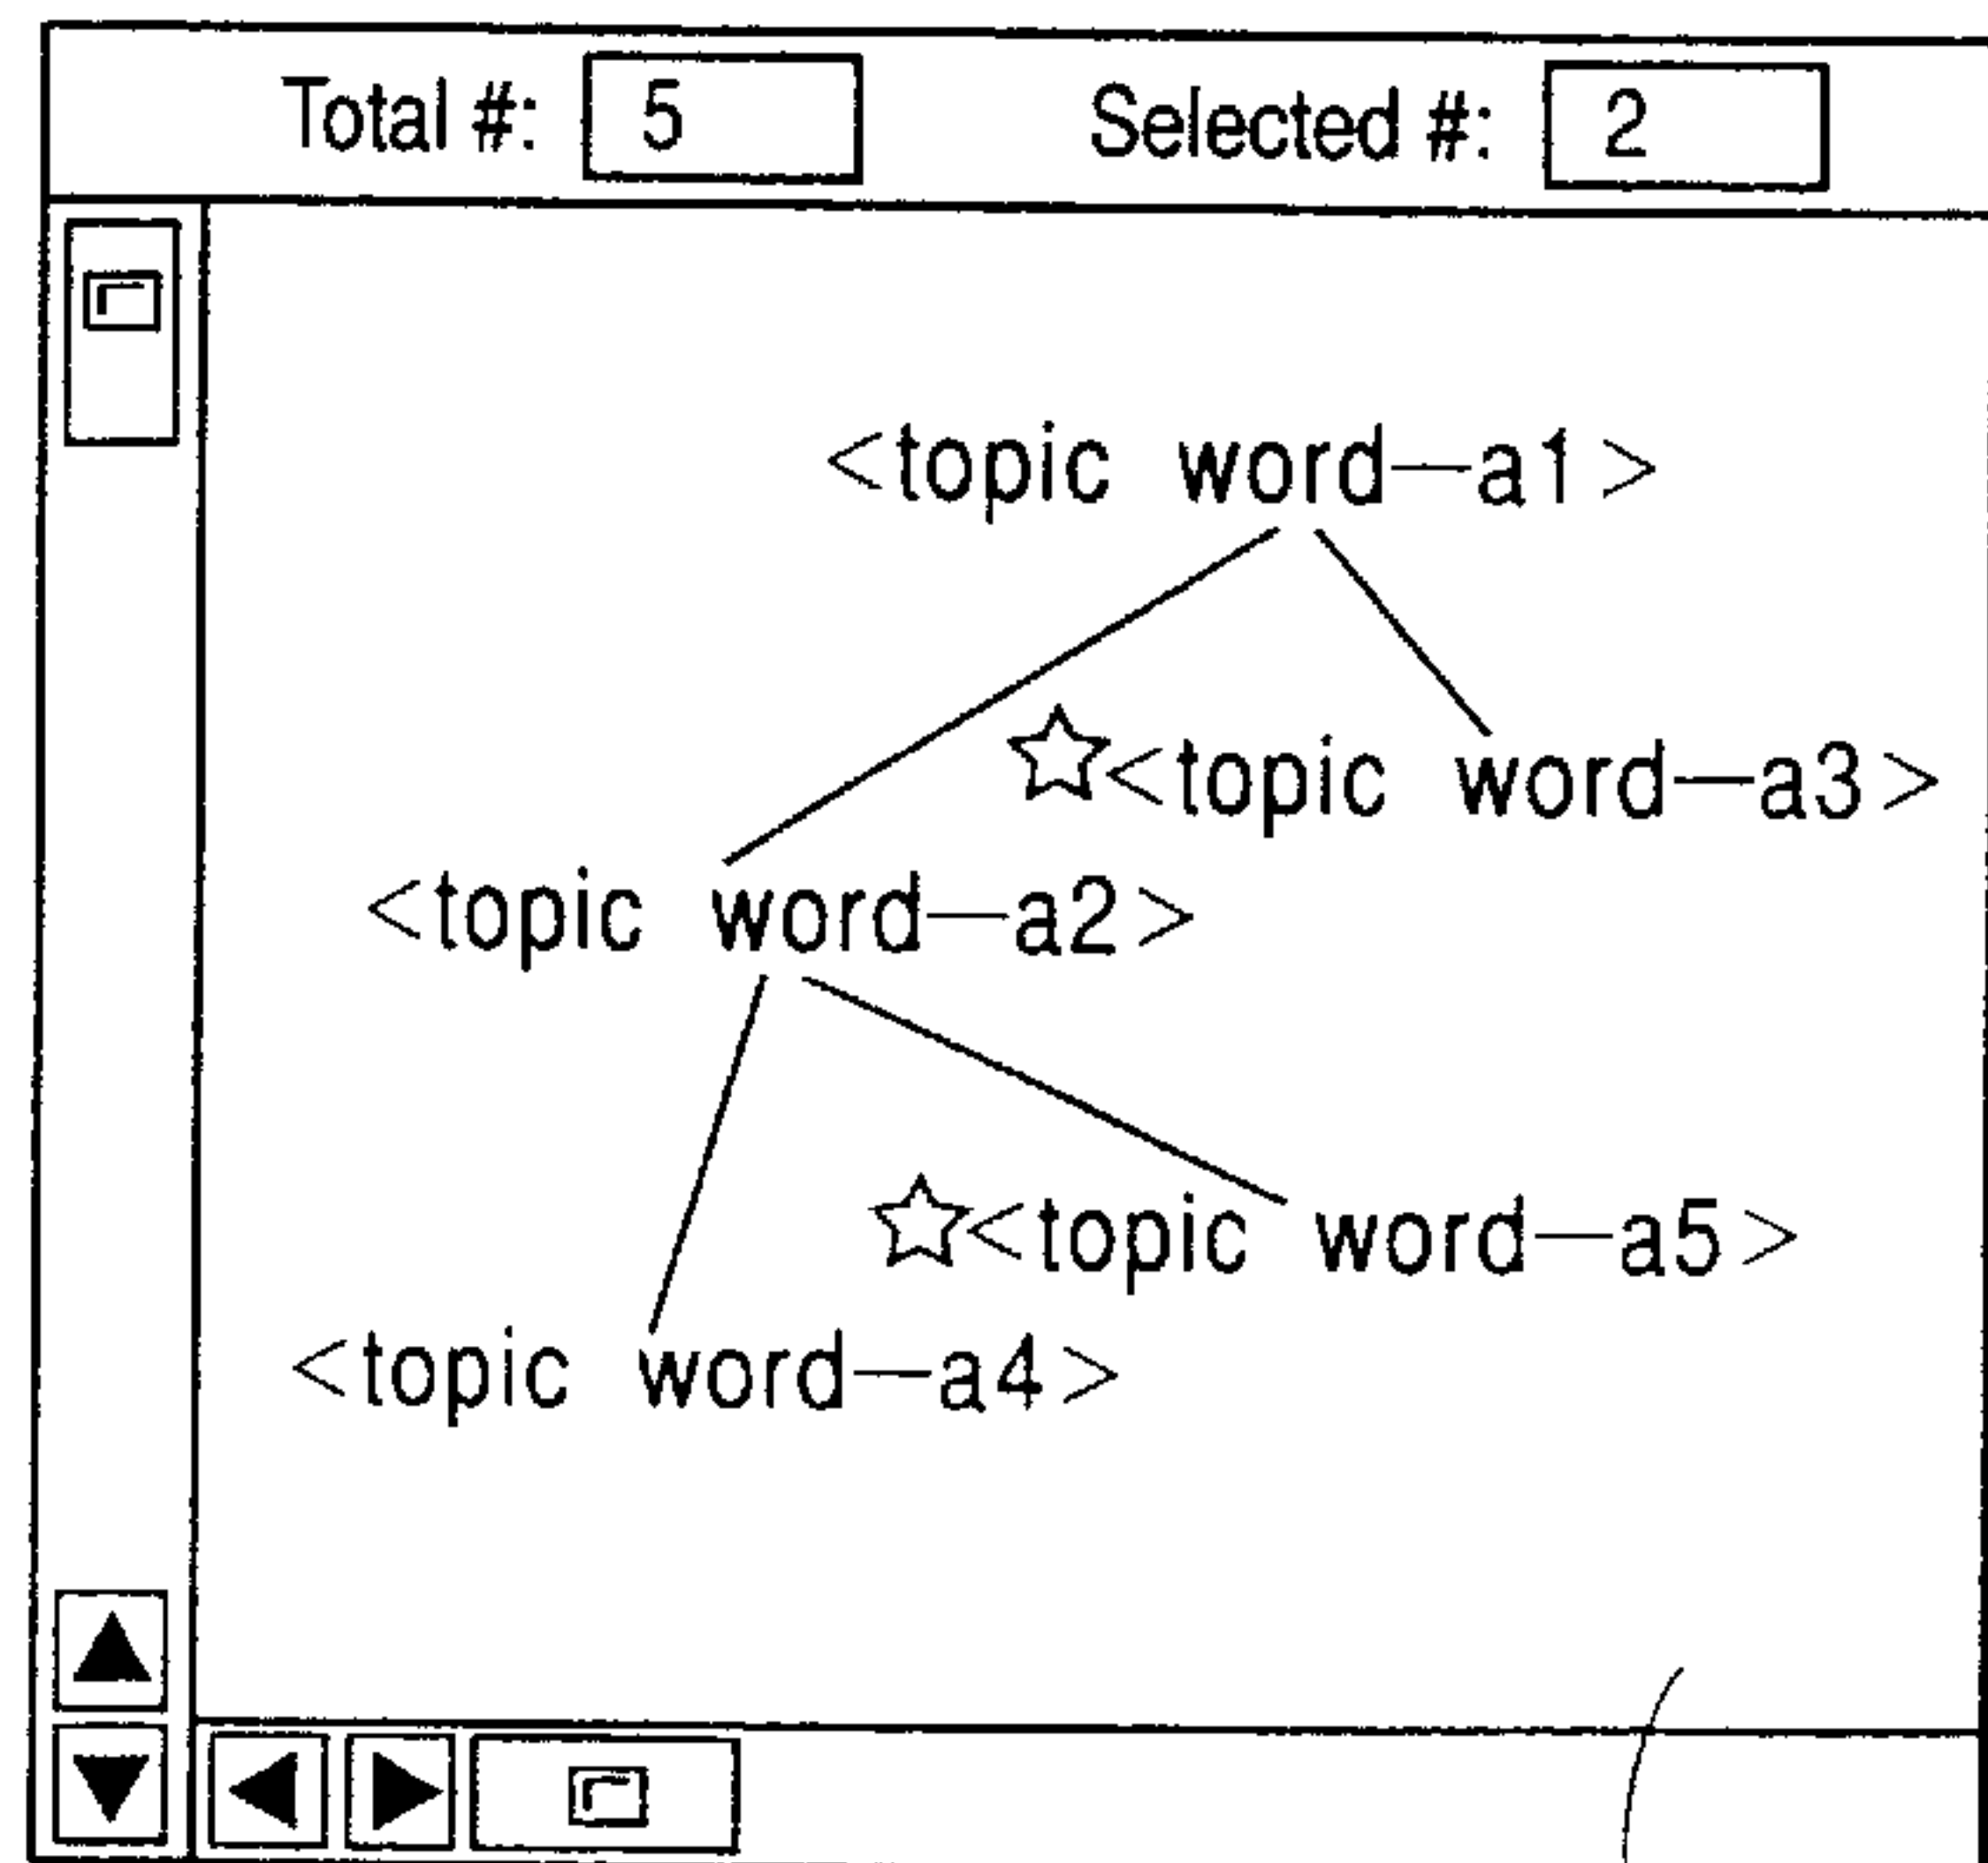 Total #: 5 Selected #: 2
<topic word—a1>
☆<topic word—a3>
<topic word—a2>
☆<topic word—a5>
<topic word—a4>